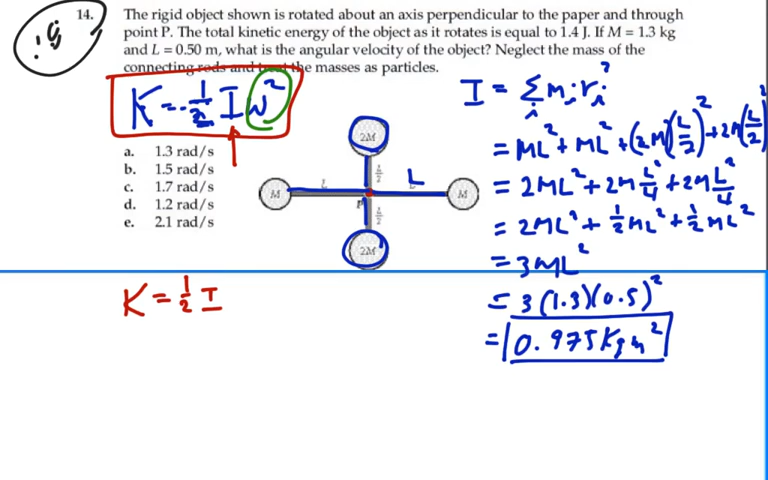 14. The rigid object shown is rotated about an axis perpendicular to the paper and through
point P. The total kinetic energy of the object as it rotates is equal to 1.4 J. If M = 1.3 kg
and L = 0.50 m, what is the angular velocity of the object? Neglect the mass of the
connecting rods and treat the masses as particles.
K = ½ I ω²
a. 1.3 rad/s
b. 1.5 rad/s
c. 1.7 rad/s
d. 1.2 rad/s
e. 2.1 rad/s
2M
L
L
M
M
P
L/2
L/2
2M
I = Σ mᵢ rᵢ²
i
= ML² + ML² + (2M)(L/2)² + 2M(L/2)²
= 2ML² + 2M L²/4 + 2M L²/4
= 2ML² + ½ML² + ½ML²
= 3ML²
= 3(1.3)(0.5)²
= 0.975 Kg m²
K = ½ I